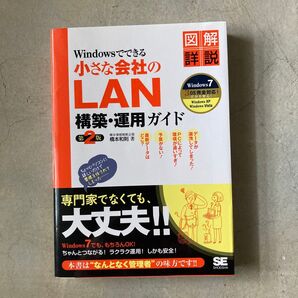 Windowsでできる
小さな会社の
LAN
構築・運用ガイド
第2版
橋本和則 著
図解
詳説
Windows 7
Windows XP
Windows Vista
専門家でなくても、
大丈夫!!
Windows 7でも、もちろんOK!
ちゃんとつながる! ラクラク運用! しかも安全!
本書は“なんとなく管理者”の味方です!!
SE
SHOEISHA